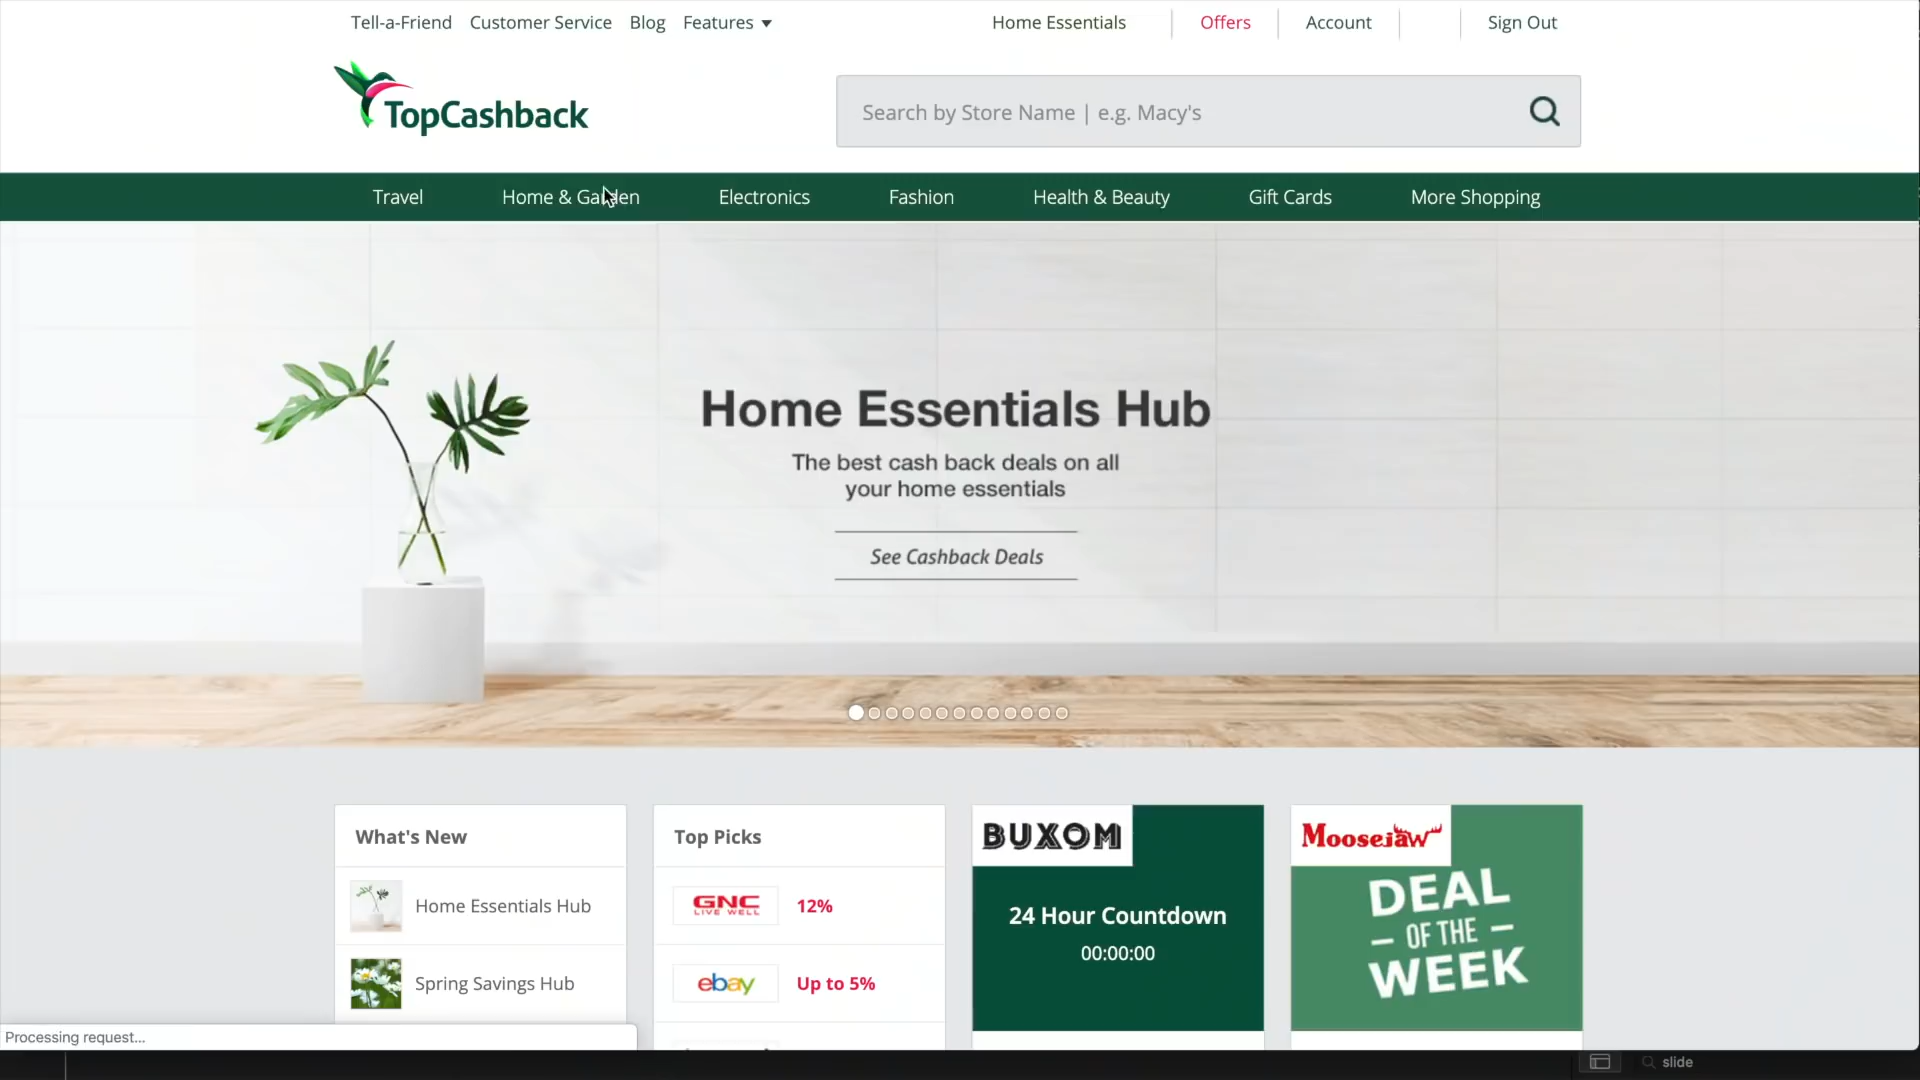 Tell-a-Friend Customer Service Blog Features
Home Essentials Offers Account Sign Out
TopCashback
Search by Store Name | e.g. Macy's
Travel Home & Garden Electronics Fashion Health & Beauty Gift Cards More Shopping
Home Essentials Hub
The best cash back deals on all
your home essentials
See Cashback Deals
What's New
Home Essentials Hub
Spring Savings Hub
Top Picks
GNC
LIVE WELL
12%
ebay
Up to 5%
BUXOM
24 Hour Countdown
00:00:00
Moosejaw
DEAL
OF THE
WEEK
Processing request...
slide